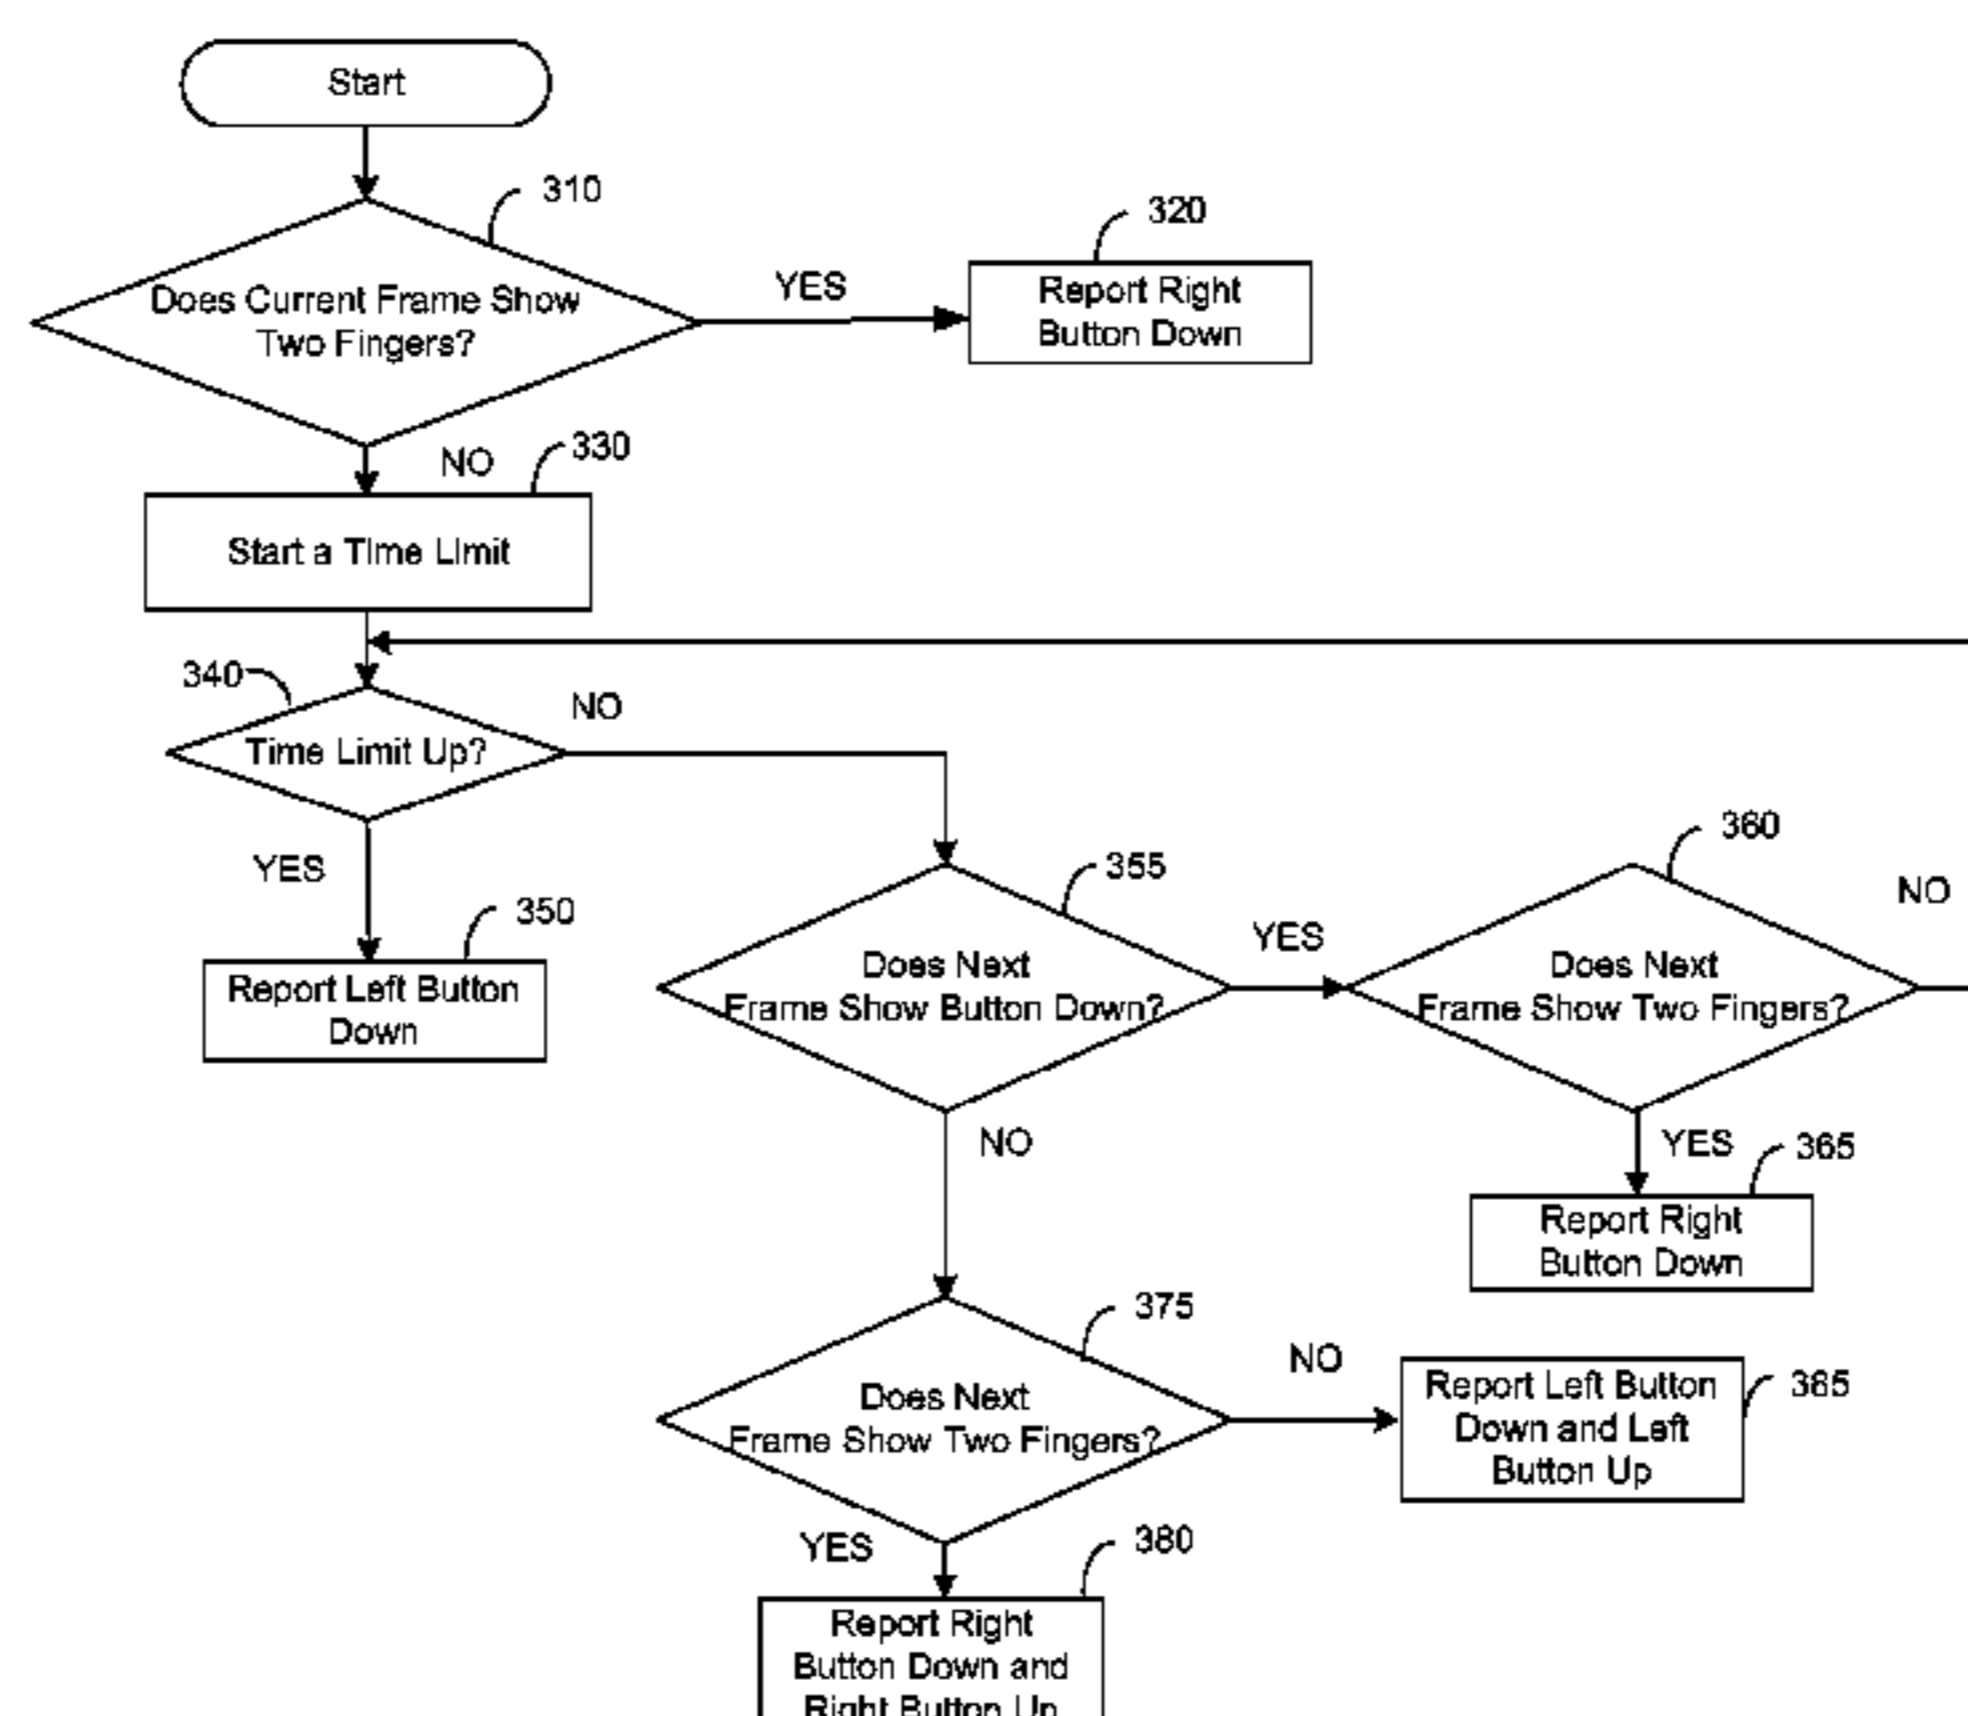 Start
310
Does Current Frame Show
Two Fingers?
YES
320
Report Right
Button Down
NO
330
Start a Time Limit
340
Time Limit Up?
NO
YES
350
Report Left Button
Down
355
Does Next
Frame Show Button Down?
YES
360
Does Next
Frame Show Two Fingers?
NO
YES
365
Report Right
Button Down
NO
375
Does Next
Frame Show Two Fingers?
NO
Report Left Button
Down and Left
Button Up
385
YES
380
Report Right
Button Down and
Right Button Up